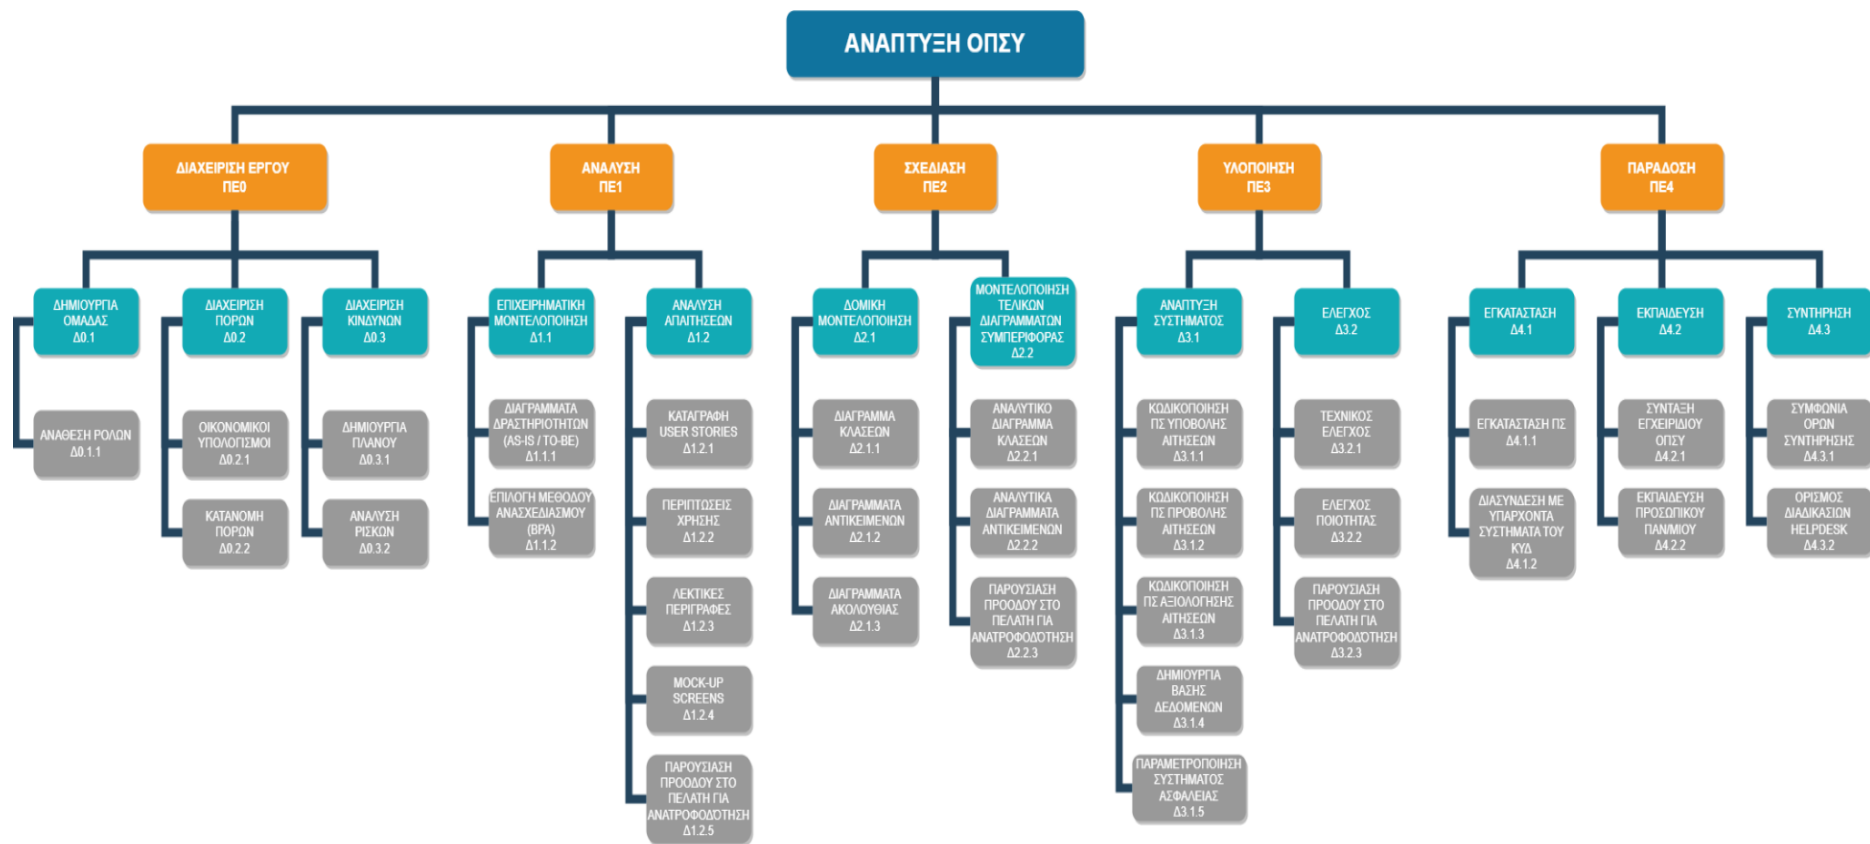 ΑΝΑΠΤΥΞΗ ΟΠΣΥ
ΔΙΑΧΕΙΡΙΣΗ ΕΡΓΟΥ
ΠΕ0
ΑΝΑΛΥΣΗ
ΠΕ1
ΣΧΕΔΙΑΣΗ
ΠΕ2
ΥΛΟΠΟΙΗΣΗ
ΠΕ3
ΠΑΡΑΔΟΣΗ
ΠΕ4
ΔΗΜΙΟΥΡΓΙΑ
ΟΜΑΔΑΣ
Δ0.1
ΔΙΑΧΕΙΡΙΣΗ
ΠΟΡΩΝ
Δ0.2
ΔΙΑΧΕΙΡΙΣΗ
ΚΙΝΔΥΝΩΝ
Δ0.3
ΕΠΙΧΕΙΡΗΜΑΤΙΚΗ
ΜΟΝΤΕΛΟΠΟΙΗΣΗ
Δ1.1
ΑΝΑΛΥΣΗ
ΑΠΑΙΤΗΣΕΩΝ
Δ1.2
ΔΟΜΙΚΗ
ΜΟΝΤΕΛΟΠΟΙΗΣΗ
Δ2.1
ΜΟΝΤΕΛΟΠΟΙΗΣΗ
ΤΕΛΙΚΩΝ
ΔΙΑΓΡΑΜΜΑΤΩΝ
ΣΥΜΠΕΡΙΦΟΡΑΣ
Δ2.2
ΑΝΑΠΤΥΞΗ
ΣΥΣΤΗΜΑΤΟΣ
Δ3.1
ΕΛΕΓΧΟΣ
Δ3.2
ΕΓΚΑΤΑΣΤΑΣΗ
Δ4.1
ΕΚΠΑΙΔΕΥΣΗ
Δ4.2
ΣΥΝΤΗΡΗΣΗ
Δ4.3
ΑΝΑΘΕΣΗ ΡΟΛΩΝ
Δ0.1.1
ΟΙΚΟΝΟΜΙΚΟΙ
ΥΠΟΛΟΓΙΣΜΟΙ
Δ0.2.1
ΔΗΜΙΟΥΡΓΙΑ
ΠΛΑΝΟΥ
Δ0.3.1
ΔΙΑΓΡΑΜΜΑΤΑ
ΔΡΑΣΤΗΡΙΟΤΗΤΩΝ
(AS-IS / TO-BE)
Δ1.1.1
ΚΑΤΑΓΡΑΦΗ
USER STORIES
Δ1.2.1
ΔΙΑΓΡΑΜΜΑ
ΚΛΑΣΕΩΝ
Δ2.1.1
ΑΝΑΛΥΤΙΚΟ
ΔΙΑΓΡΑΜΜΑ
ΚΛΑΣΕΩΝ
Δ2.2.1
ΚΩΔΙΚΟΠΟΙΗΣΗ
ΠΣ ΥΠΟΒΟΛΗΣ
ΑΙΤΗΣΕΩΝ
Δ3.1.1
ΤΕΧΝΙΚΟΣ
ΕΛΕΓΧΟΣ
Δ3.2.1
ΕΓΚΑΤΑΣΤΑΣΗ ΠΣ
Δ4.1.1
ΣΥΝΤΑΞΗ
ΕΓΧΕΙΡΙΔΙΟΥ
ΟΠΣΥ
Δ4.2.1
ΣΥΜΦΩΝΙΑ
ΟΡΩΝ
ΣΥΝΤΗΡΗΣΗΣ
Δ4.3.1
ΚΑΤΑΝΟΜΗ
ΠΟΡΩΝ
Δ0.2.2
ΑΝΑΛΥΣΗ
ΡΙΣΚΩΝ
Δ0.3.2
ΕΠΙΛΟΓΗ ΜΕΘΟΔΟΥ
ΑΝΑΣΧΕΔΙΑΣΜΟΥ
(BPA)
Δ1.1.2
ΠΕΡΙΠΤΩΣΕΙΣ
ΧΡΗΣΗΣ
Δ1.2.2
ΔΙΑΓΡΑΜΜΑΤΑ
ΑΝΤΙΚΕΙΜΕΝΩΝ
Δ2.1.2
ΑΝΑΛΥΤΙΚΑ
ΔΙΑΓΡΑΜΜΑΤΑ
ΑΝΤΙΚΕΙΜΕΝΩΝ
Δ2.2.2
ΚΩΔΙΚΟΠΟΙΗΣΗ
ΠΣ ΠΡΟΒΟΛΗΣ
ΑΙΤΗΣΕΩΝ
Δ3.1.2
ΕΛΕΓΧΟΣ
ΠΟΙΟΤΗΤΑΣ
Δ3.2.2
ΔΙΑΣΥΝΔΕΣΗ ΜΕ
ΥΠΑΡΧΟΝΤΑ
ΣΥΣΤΗΜΑΤΑ ΤΟΥ
ΚΥΔ
Δ4.1.2
ΕΚΠΑΙΔΕΥΣΗ
ΠΡΟΣΩΠΙΚΟΥ
ΠΑΝ/ΜΙΟΥ
Δ4.2.2
ΟΡΙΣΜΟΣ
ΔΙΑΔΙΚΑΣΙΩΝ
HELPDESK
Δ4.3.2
ΛΕΚΤΙΚΕΣ
ΠΕΡΙΓΡΑΦΕΣ
Δ1.2.3
ΔΙΑΓΡΑΜΜΑΤΑ
ΑΚΟΛΟΥΘΙΑΣ
Δ2.1.3
ΠΑΡΟΥΣΙΑΣΗ
ΠΡΟΟΔΟΥ ΣΤΟ
ΠΕΛΑΤΗ ΓΙΑ
ΑΝΑΤΡΟΦΟΔΌΤΗΣΗ
Δ2.2.3
ΚΩΔΙΚΟΠΟΙΗΣΗ
ΠΣ ΑΞΙΟΛΟΓΗΣΗΣ
ΑΙΤΗΣΕΩΝ
Δ3.1.3
ΠΑΡΟΥΣΙΑΣΗ
ΠΡΟΟΔΟΥ ΣΤΟ
ΠΕΛΑΤΗ ΓΙΑ
ΑΝΑΤΡΟΦΟΔΌΤΗΣΗ
Δ3.2.3
MOCK-UP
SCREENS
Δ1.2.4
ΔΗΜΙΟΥΡΓΙΑ
ΒΑΣΗΣ
ΔΕΔΟΜΕΝΩΝ
Δ3.1.4
ΠΑΡΟΥΣΙΑΣΗ
ΠΡΟΟΔΟΥ ΣΤΟ
ΠΕΛΑΤΗ ΓΙΑ
ΑΝΑΤΡΟΦΟΔΌΤΗΣΗ
Δ1.2.5
ΠΑΡΑΜΕΤΡΟΠΟΙΗΣΗ
ΣΥΣΤΗΜΑΤΟΣ
ΑΣΦΑΛΕΙΑΣ
Δ3.1.5